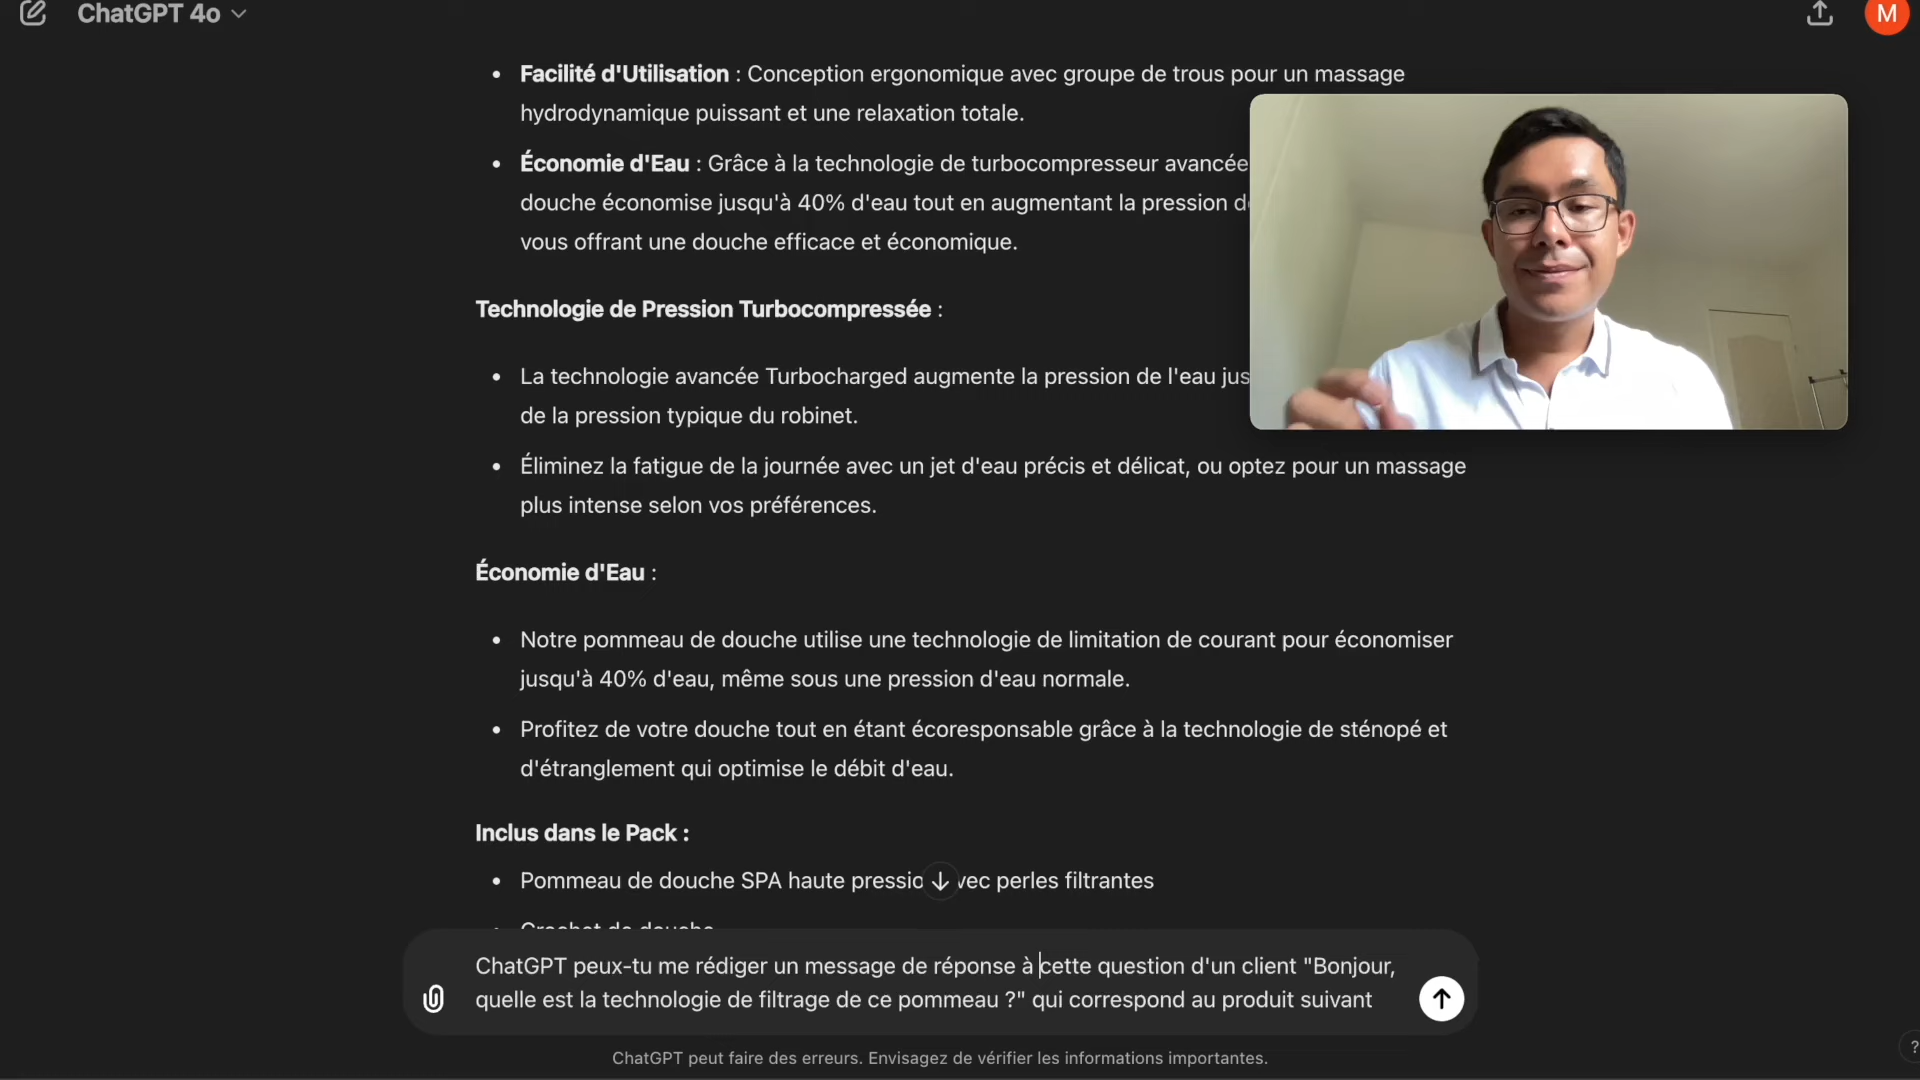 ChatGPT 4o
M
Facilité d'Utilisation : Conception ergonomique avec groupe de trous pour un massage
hydrodynamique puissant et une relaxation totale.
Économie d'Eau : Grâce à la technologie de turbocompresseur avancée
douche économise jusqu'à 40% d'eau tout en augmentant la pression
vous offrant une douche efficace et économique.
Technologie de Pression Turbocompressée :
La technologie avancée Turbocharged augmente la pression de l'eau jus
de la pression typique du robinet.
Éliminez la fatigue de la journée avec un jet d'eau précis et délicat, ou optez pour un massage
plus intense selon vos préférences.
Économie d'Eau :
Notre pommeau de douche utilise une technologie de limitation de courant pour économiser
jusqu'à 40% d'eau, même sous une pression d'eau normale.
Profitez de votre douche tout en étant écoresponsable grâce à la technologie de sténopé et
d'étranglement qui optimise le débit d'eau.
Inclus dans le Pack :
Pommeau de douche SPA haute pressio vec perles filtrantes
Crochet de douche
ChatGPT peux-tu me rédiger un message de réponse à cette question d'un client "Bonjour,
quelle est la technologie de filtrage de ce pommeau ?" qui correspond au produit suivant
ChatGPT peut faire des erreurs. Envisagez de vérifier les informations importantes.
?